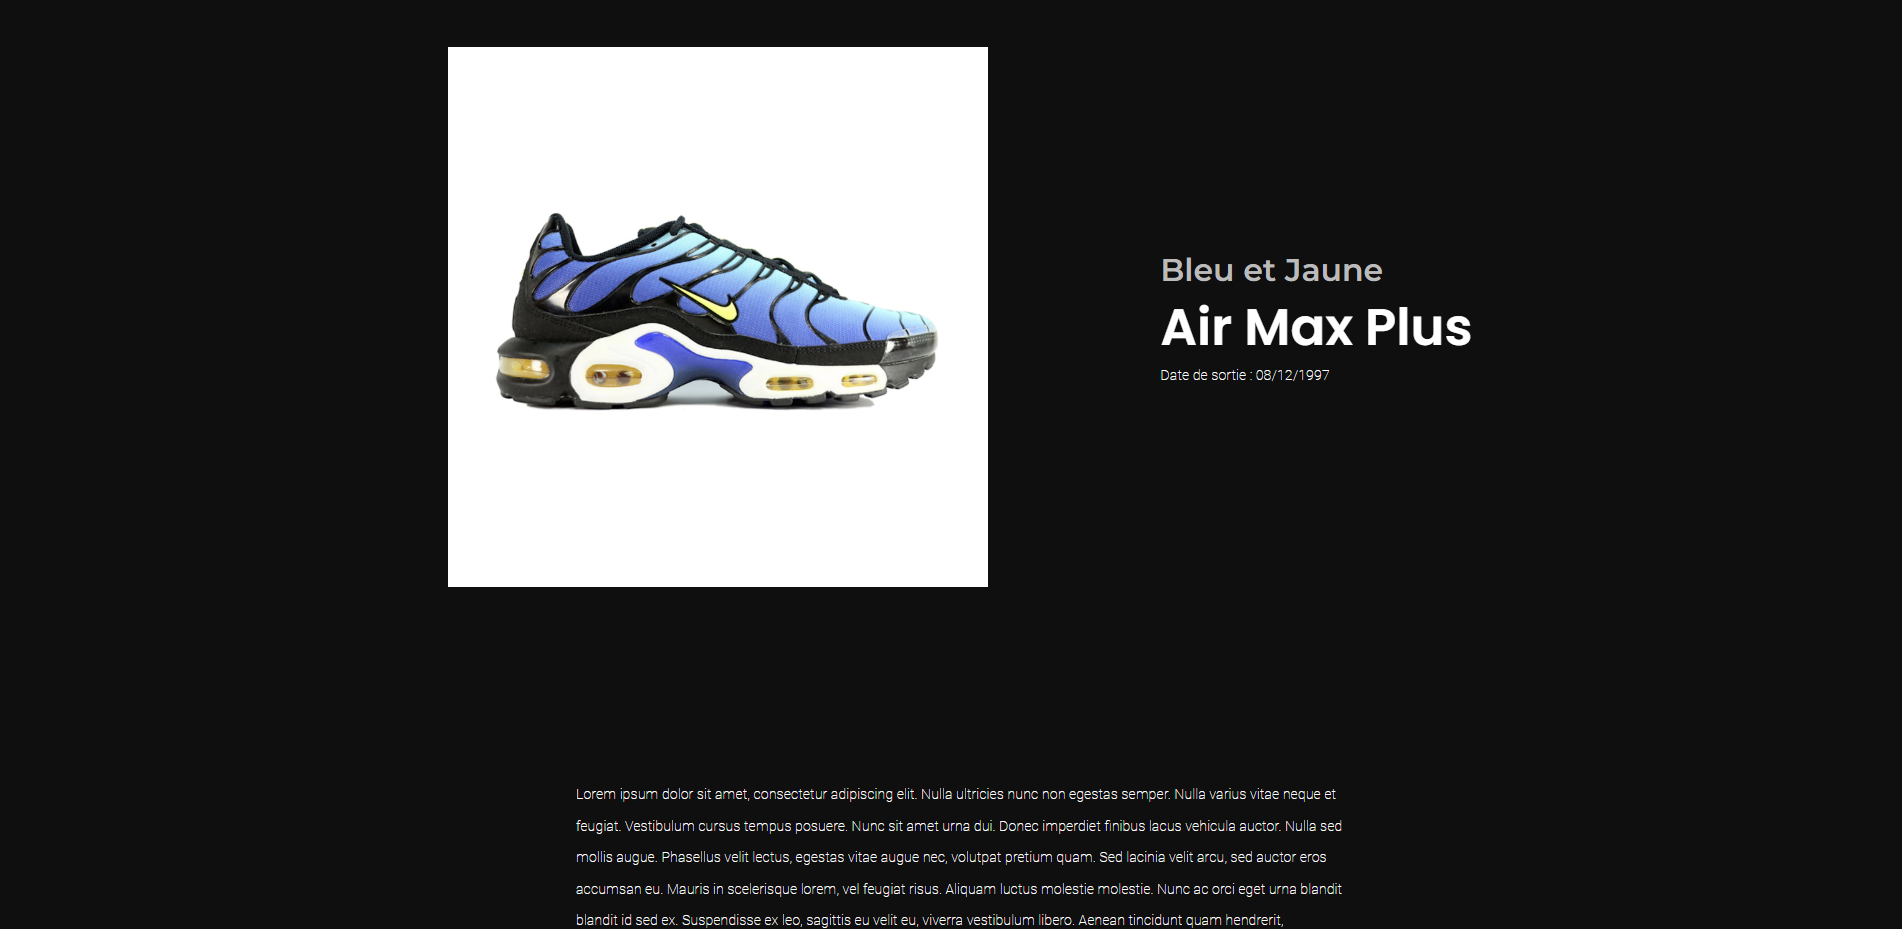 Bleu et Jaune
Air Max Plus
Date de sortie : 08/12/1997
Lorem ipsum dolor sit amet, consectetur adipiscing elit. Nulla ultricies nunc non egestas semper. Nulla varius vitae neque et
feugiat. Vestibulum cursus tempus posuere. Nunc sit amet urna dui. Donec imperdiet finibus lacus vehicula auctor. Nulla sed
mollis augue. Phasellus velit lectus, egestas vitae augue nec, volutpat pretium quam. Sed lacinia velit arcu, sed auctor eros
accumsan eu. Mauris in scelerisque lorem, vel feugiat risus. Aliquam luctus molestie molestie. Nunc ac orci eget urna blandit
blandit id sed ex. Suspendisse ex leo, sagittis eu velit eu, viverra vestibulum libero. Aenean tincidunt quam hendrerit,